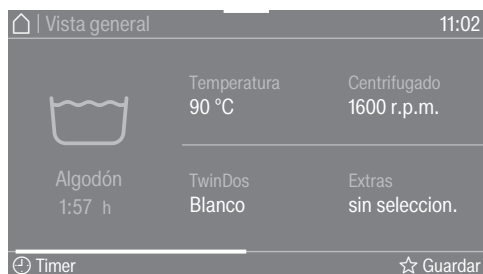 | Vista general
11:02
Temperatura
90 °C
Centrifugado
1600 r.p.m.
Algodón
1:57 h
TwinDos
Blanco
Extras
sin seleccion.
Timer
Guardar